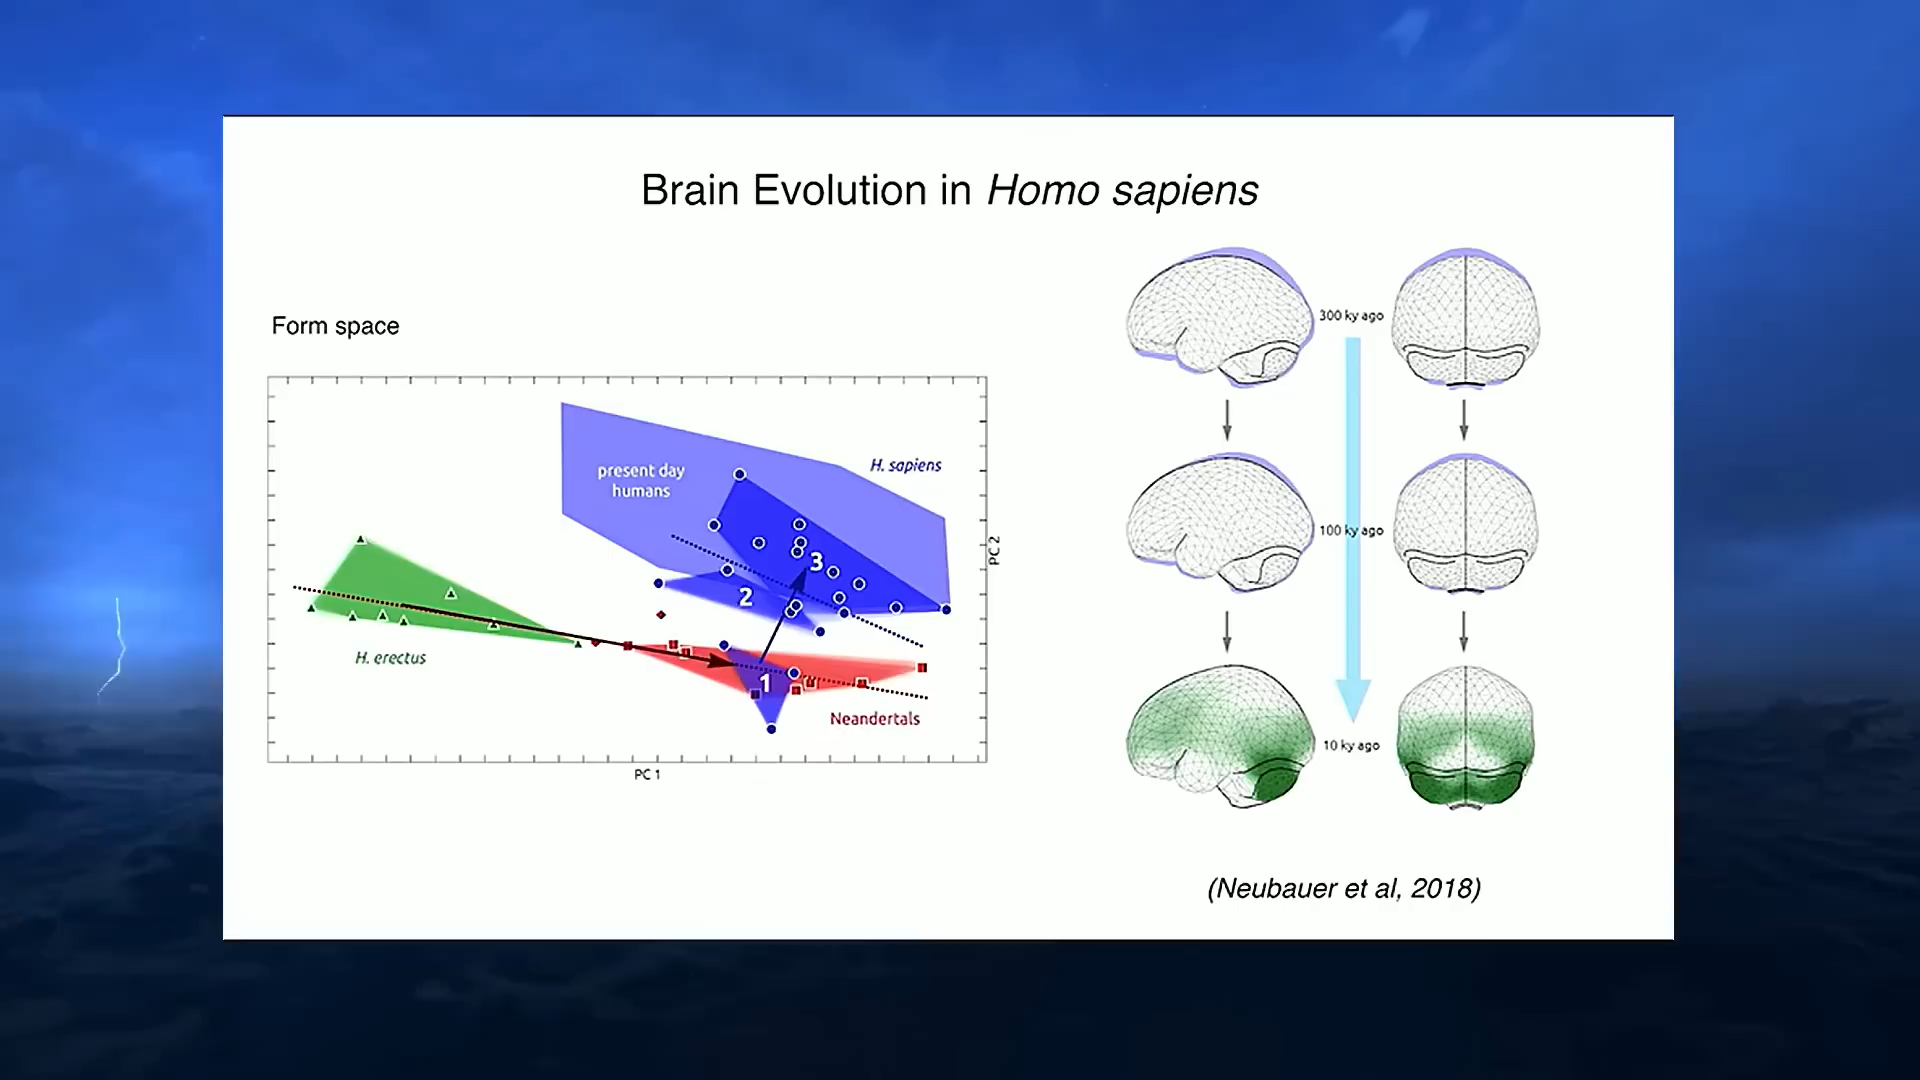 Brain Evolution in Homo sapiens
Form space
present day
humans
H. sapiens
3
2
1
H. erectus
Neandertals
PC 1
PC 2
300 ky ago
100 ky ago
10 ky ago
(Neubauer et al, 2018)